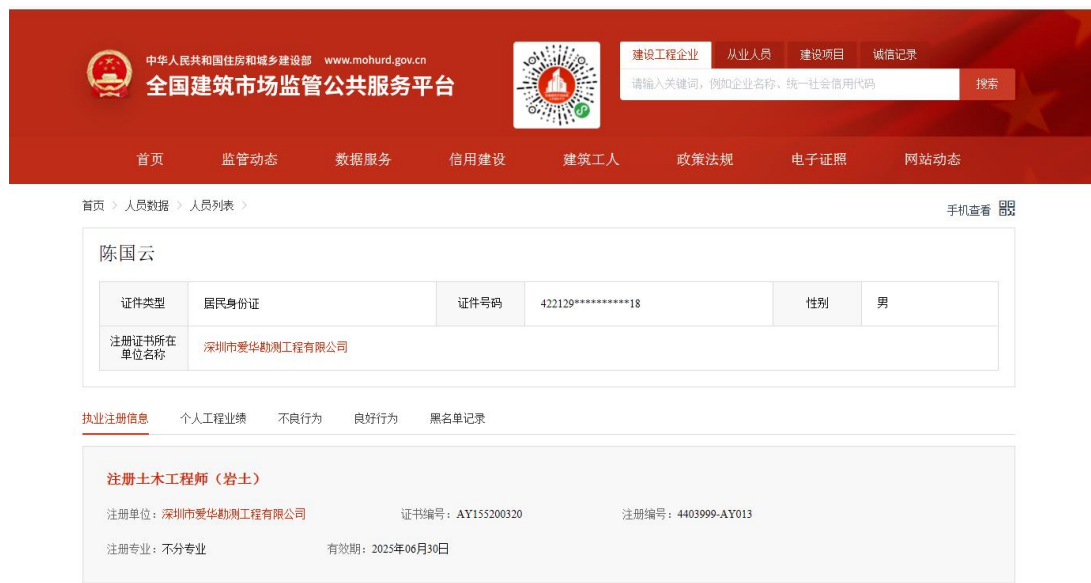 中华人民共和国住房和城乡建设部 www.mohurd.gov.cn
全国建筑市场监管公共服务平台
建设工程企业 从业人员 建设项目 诚信记录
请输入关键词，例如企业名称、统一社会信用代码 搜索
首页 监管动态 数据服务 信用建设 建筑工人 政策法规 电子证照 网站动态
首页 > 人员数据 > 人员列表 >
手机查看
陈国云
证件类型 居民身份证 证件号码 422129**********18 性别 男
注册证书所在
单位名称
深圳市爱华勘测工程有限公司
执业注册信息 个人工程业绩 不良行为 良好行为 黑名单记录
注册土木工程师（岩土）
注册单位：深圳市爱华勘测工程有限公司 证书编号：AY155200320 注册编号：4403999-AY013
注册专业：不分专业 有效期：2025年06月30日